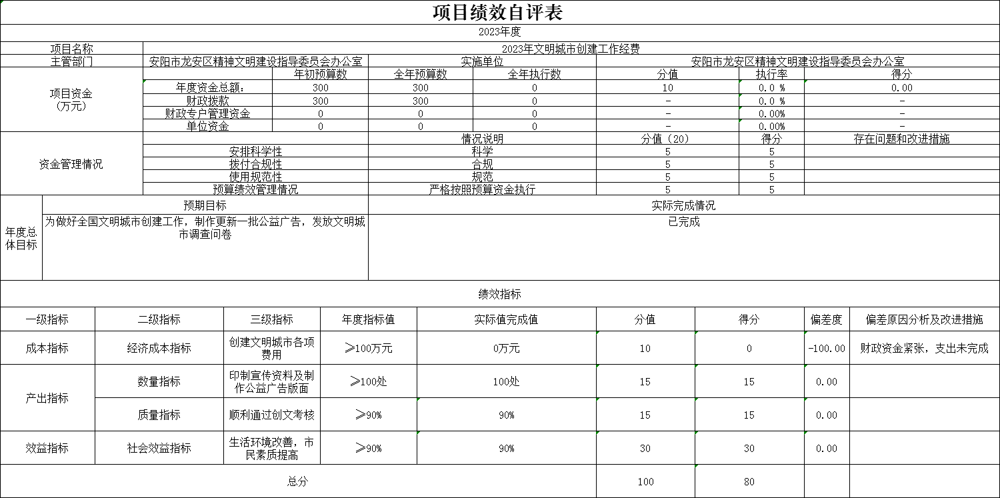 项目绩效自评表
2023年度
项目名称 2023年文明城市创建工作经费
主管部门 安阳市龙安区精神文明建设指导委员会办公室 实施单位 安阳市龙安区精神文明建设指导委员会办公室
项目资金
(万元)
年初预算数 全年预算数 全年执行数 分值 执行率 得分
年度资金总额： 300 300 0 10 0.0 % 0.00
财政拨款 300 300 0 - 0.0 % -
财政专户管理资金 0 0 0 - 0.00% -
单位资金 0 0 0 - 0.00% -
资金管理情况
情况说明 分值（20） 得分 存在问题和改进措施
安排科学性 科学 5 5
拨付合规性 合规 5 5
使用规范性 规范 5 5
预算绩效管理情况 严格按照预算资金执行 5 5
年度总
体目标
预期目标 实际完成情况
为做好全国文明城市创建工作，制作更新一批公益广告，发放文明城
市调查问卷
已完成
绩效指标
一级指标 二级指标 三级指标 年度指标值 实际值完成值 分值 得分 偏差度 偏差原因分析及改进措施
成本指标 经济成本指标 创建文明城市各项
费用
≥100万元 0万元 10 0 -100.00 财政资金紧张，支出未完成
产出指标
数量指标 印制宣传资料及制
作公益广告版面
≥100处 100处 15 15 0.00
质量指标 顺利通过创文考核 ≥90% 90% 15 15 0.00
效益指标 社会效益指标 生活环境改善，市
民素质提高
≥90% 90% 30 30 0.00
总分 100 80